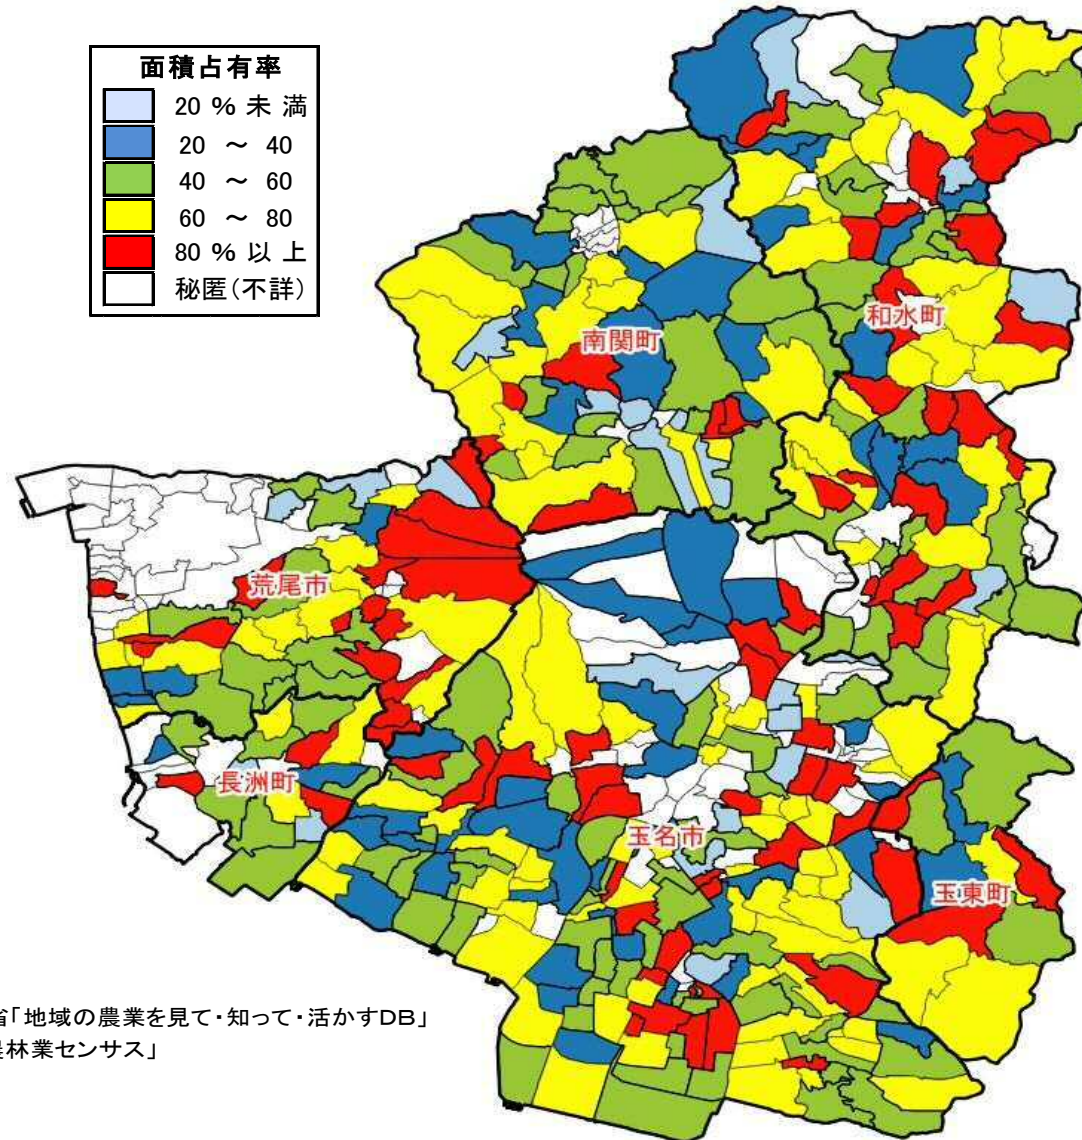 面積占有率
20 % 未 満
20 ～ 40
40 ～ 60
60 ～ 80
80 % 以 上
秘匿(不詳)
和水町
南関町
荒尾市
長洲町
玉名市
玉東町
省「地域の農業を見て・知って・活かすDB」
林業センサス」